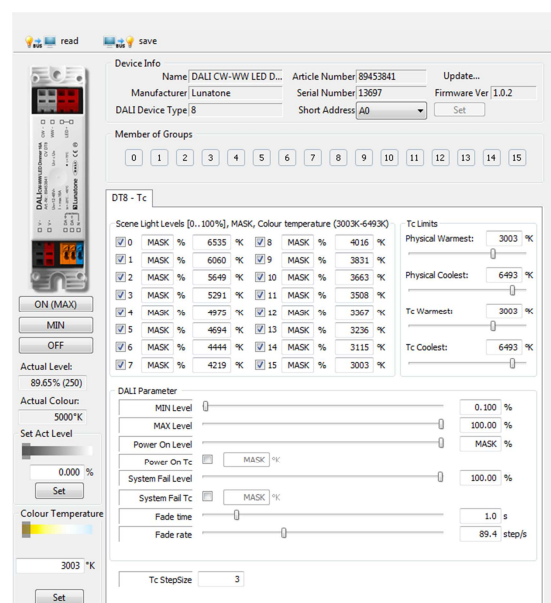 BUS read BUS save
Device Info
Name DALI CW-WW LED D... Article Number 89453841 Update...
Manufacturer Lunatone Serial Number 13697 Firmware Ver 1.0.2
DALI Device Type 8 Short Address A0 Set
Member of Groups
0 1 2 3 4 5 6 7 8 9 10 11 12 13 14 15
DT8 - Tc
Scene Light Levels [0..100%], MASK, Colour temperature (3003K-6493K)
0 MASK % 6535 °K 8 MASK % 4016 °K
1 MASK % 6060 °K 9 MASK % 3831 °K
2 MASK % 5649 °K 10 MASK % 3663 °K
3 MASK % 5291 °K 11 MASK % 3508 °K
4 MASK % 4975 °K 12 MASK % 3367 °K
5 MASK % 4694 °K 13 MASK % 3236 °K
6 MASK % 4444 °K 14 MASK % 3115 °K
7 MASK % 4219 °K 15 MASK % 3003 °K
Tc Limits
Physical Warmest: 3003 °K
Physical Coolest: 6493 °K
Tc Warmest: 3003 °K
Tc Coolest: 6493 °K
DALI Parameter
MIN Level 0.100 %
MAX Level 100.00 %
Power On Level MASK %
Power On Tc MASK °K
System Fail Level 100.00 %
System Fail Tc MASK °K
Fade time 1.0 s
Fade rate 89.4 step/s
Tc StepSize 3
Lunatone
ON (MAX)
MIN
OFF
Actual Level:
89.65% (250)
Actual Colour:
5000°K
Set Act Level
0.000 %
Set
Colour Temperature
3003 °K
Set